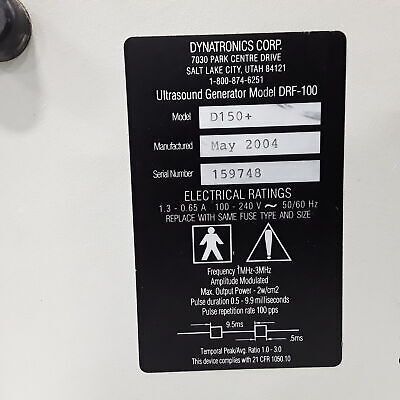 DYNATRONICS CORP.
7030 PARK CENTRE DRIVE
SALT LAKE CITY, UTAH 84121
1-800-874-6251
Ultrasound Generator Model DRF-100
Model D150+
Manufactured May 2004
Serial Number 159748
ELECTRICAL RATINGS
1.3 - 0.65 A 100 - 240 V ~ 50/60 Hz
REPLACE WITH SAME FUSE TYPE AND SIZE
Frequency 1MHz-3MHz
Amplitude Modulated
Max. Output Power - 2w/cm2
Pulse duration 0.5 - 9.9 milliseconds
Pulse repetition rate 100 pps
9.5ms
.5ms
Temporal Peak/Avg. Ratio 1.0 - 3.0
This device complies with 21 CFR 1050.10